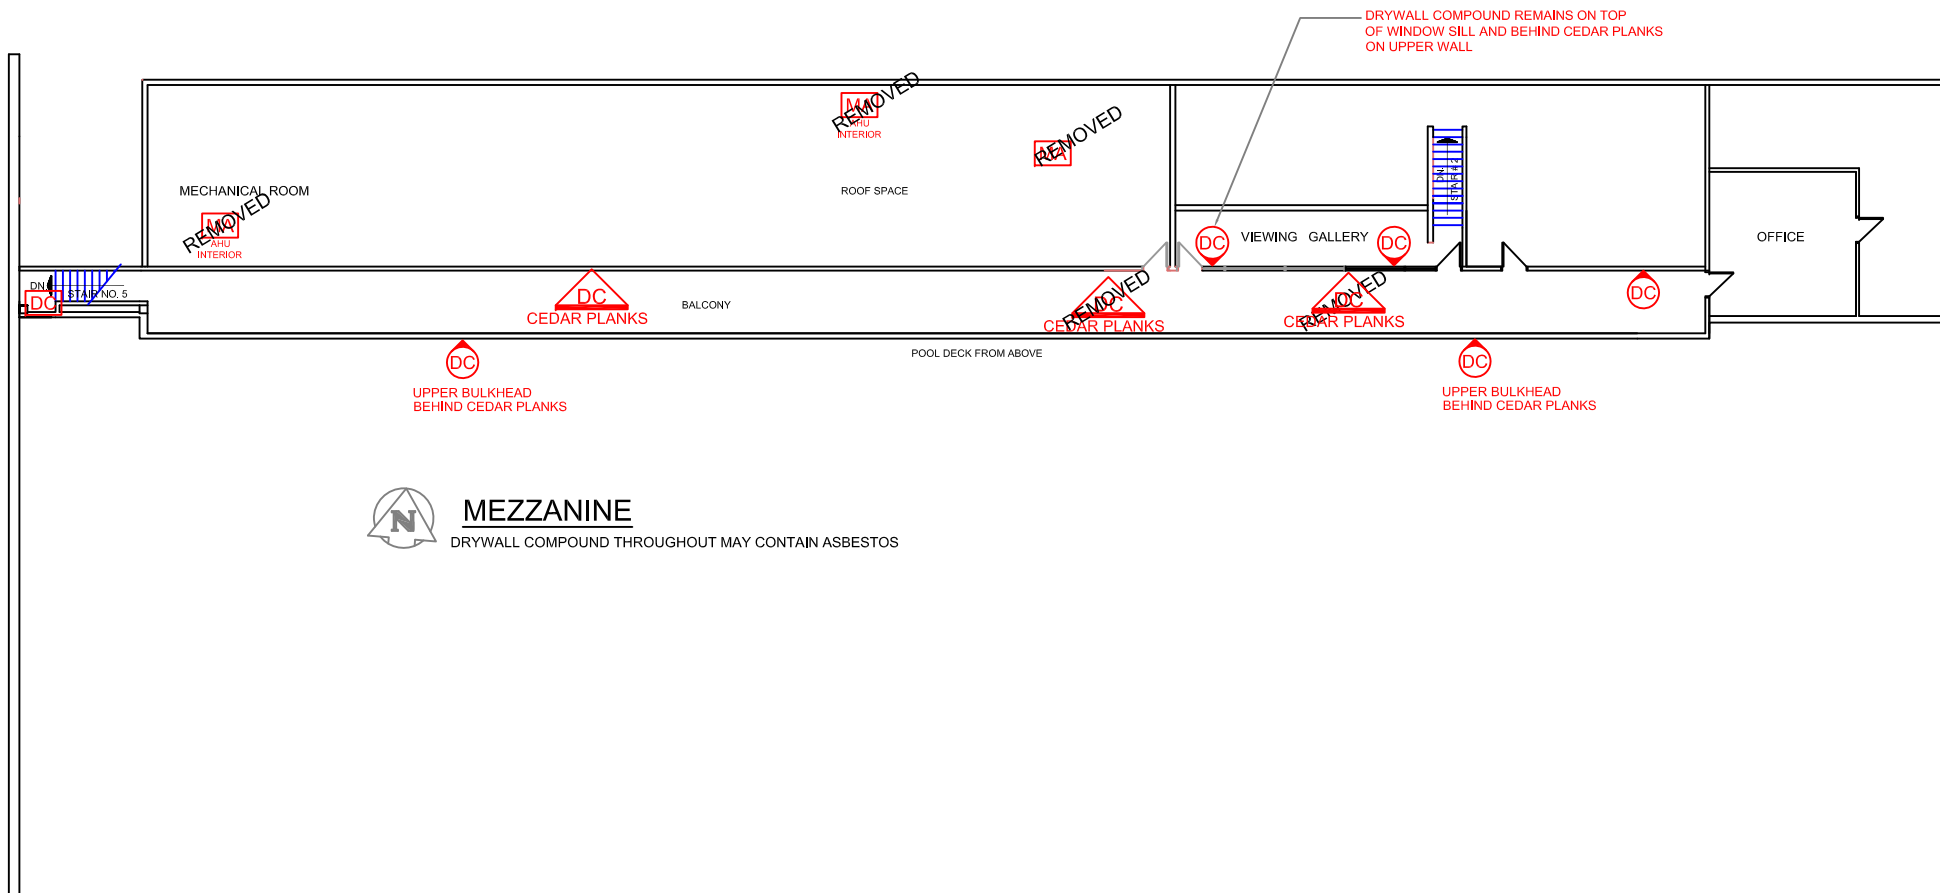 DRYWALL COMPOUND REMAINS ON TOP
OF WINDOW SILL AND BEHIND CEDAR PLANKS
ON UPPER WALL
MA
REMOVED
AHU
INTERIOR
MA
REMOVED
MECHANICAL ROOM
ROOF SPACE
MA
REMOVED
AHU
INTERIOR
DN.
STAIR # 2
DC
VIEWING GALLERY
DC
OFFICE
DN.
STAIR NO. 5
DC
DC
CEDAR PLANKS
BALCONY
DC
REMOVED
CEDAR PLANKS
DC
REMOVED
CEDAR PLANKS
DC
POOL DECK FROM ABOVE
DC
UPPER BULKHEAD
BEHIND CEDAR PLANKS
DC
UPPER BULKHEAD
BEHIND CEDAR PLANKS
N
MEZZANINE
DRYWALL COMPOUND THROUGHOUT MAY CONTAIN ASBESTOS